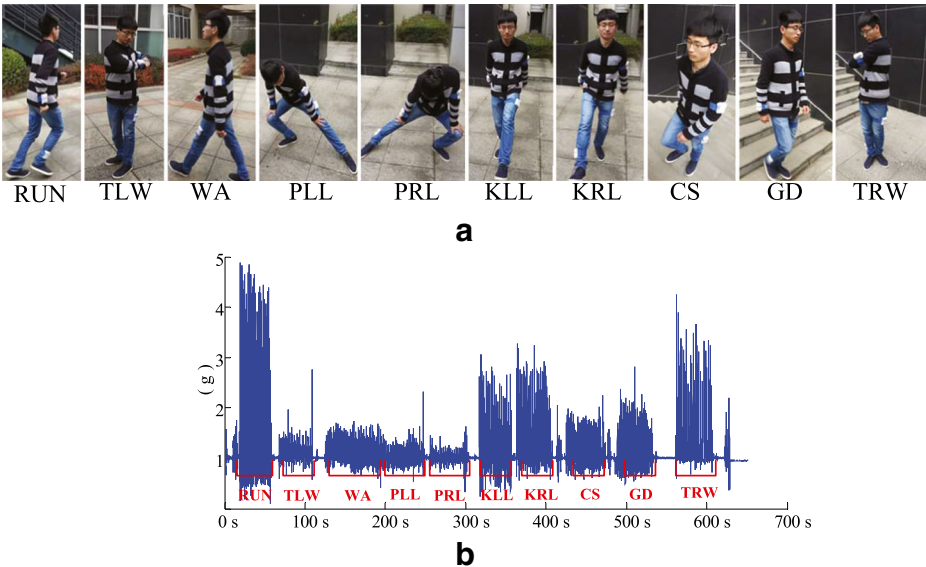 RUN TLW WA PLL PRL KLL KRL CS GD TRW
a
5
4
3
2
1
( g )
RUN TLW WA PLL PRL KLL KRL CS GD TRW
0 s 100 s 200 s 300 s 400 s 500 s 600 s 700 s
b